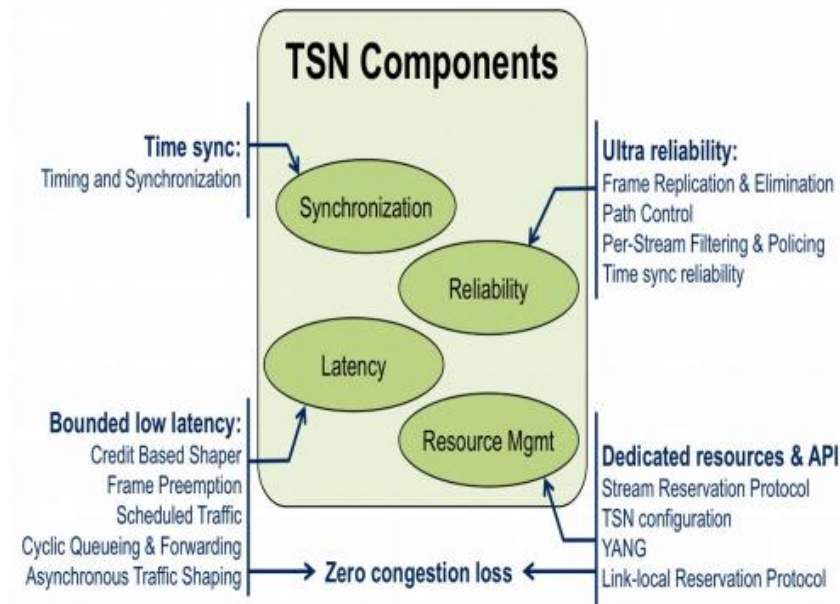 TSN Components
Time sync:
Timing and Synchronization
Synchronization
Ultra reliability:
Frame Replication & Elimination
Path Control
Per-Stream Filtering & Policing
Time sync reliability
Reliability
Latency
Bounded low latency:
Credit Based Shaper
Frame Preemption
Scheduled Traffic
Cyclic Queueing & Forwarding
Asynchronous Traffic Shaping
Resource Mgmt
Dedicated resources & API
Stream Reservation Protocol
TSN configuration
YANG
Link-local Reservation Protocol
Zero congestion loss